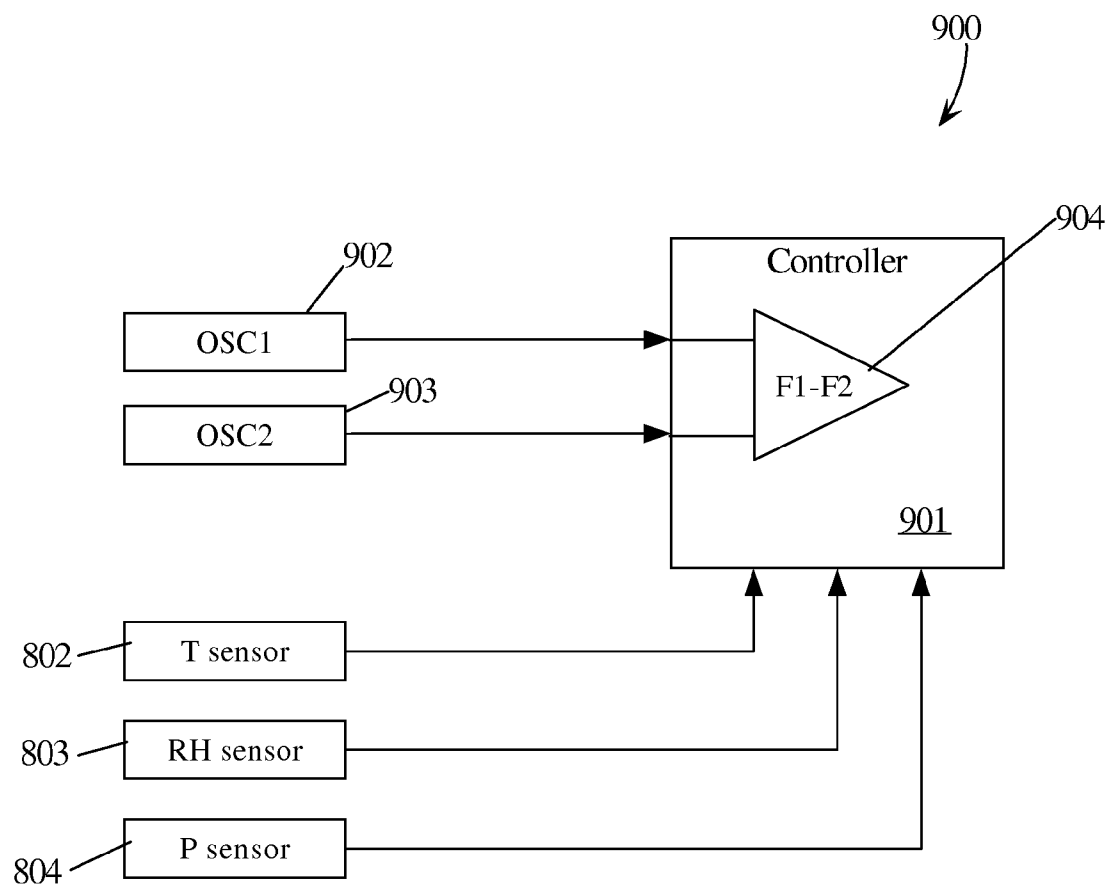 900
904
902
Controller
OSC1
903
F1-F2
OSC2
901
802
T sensor
803
RH sensor
804
P sensor